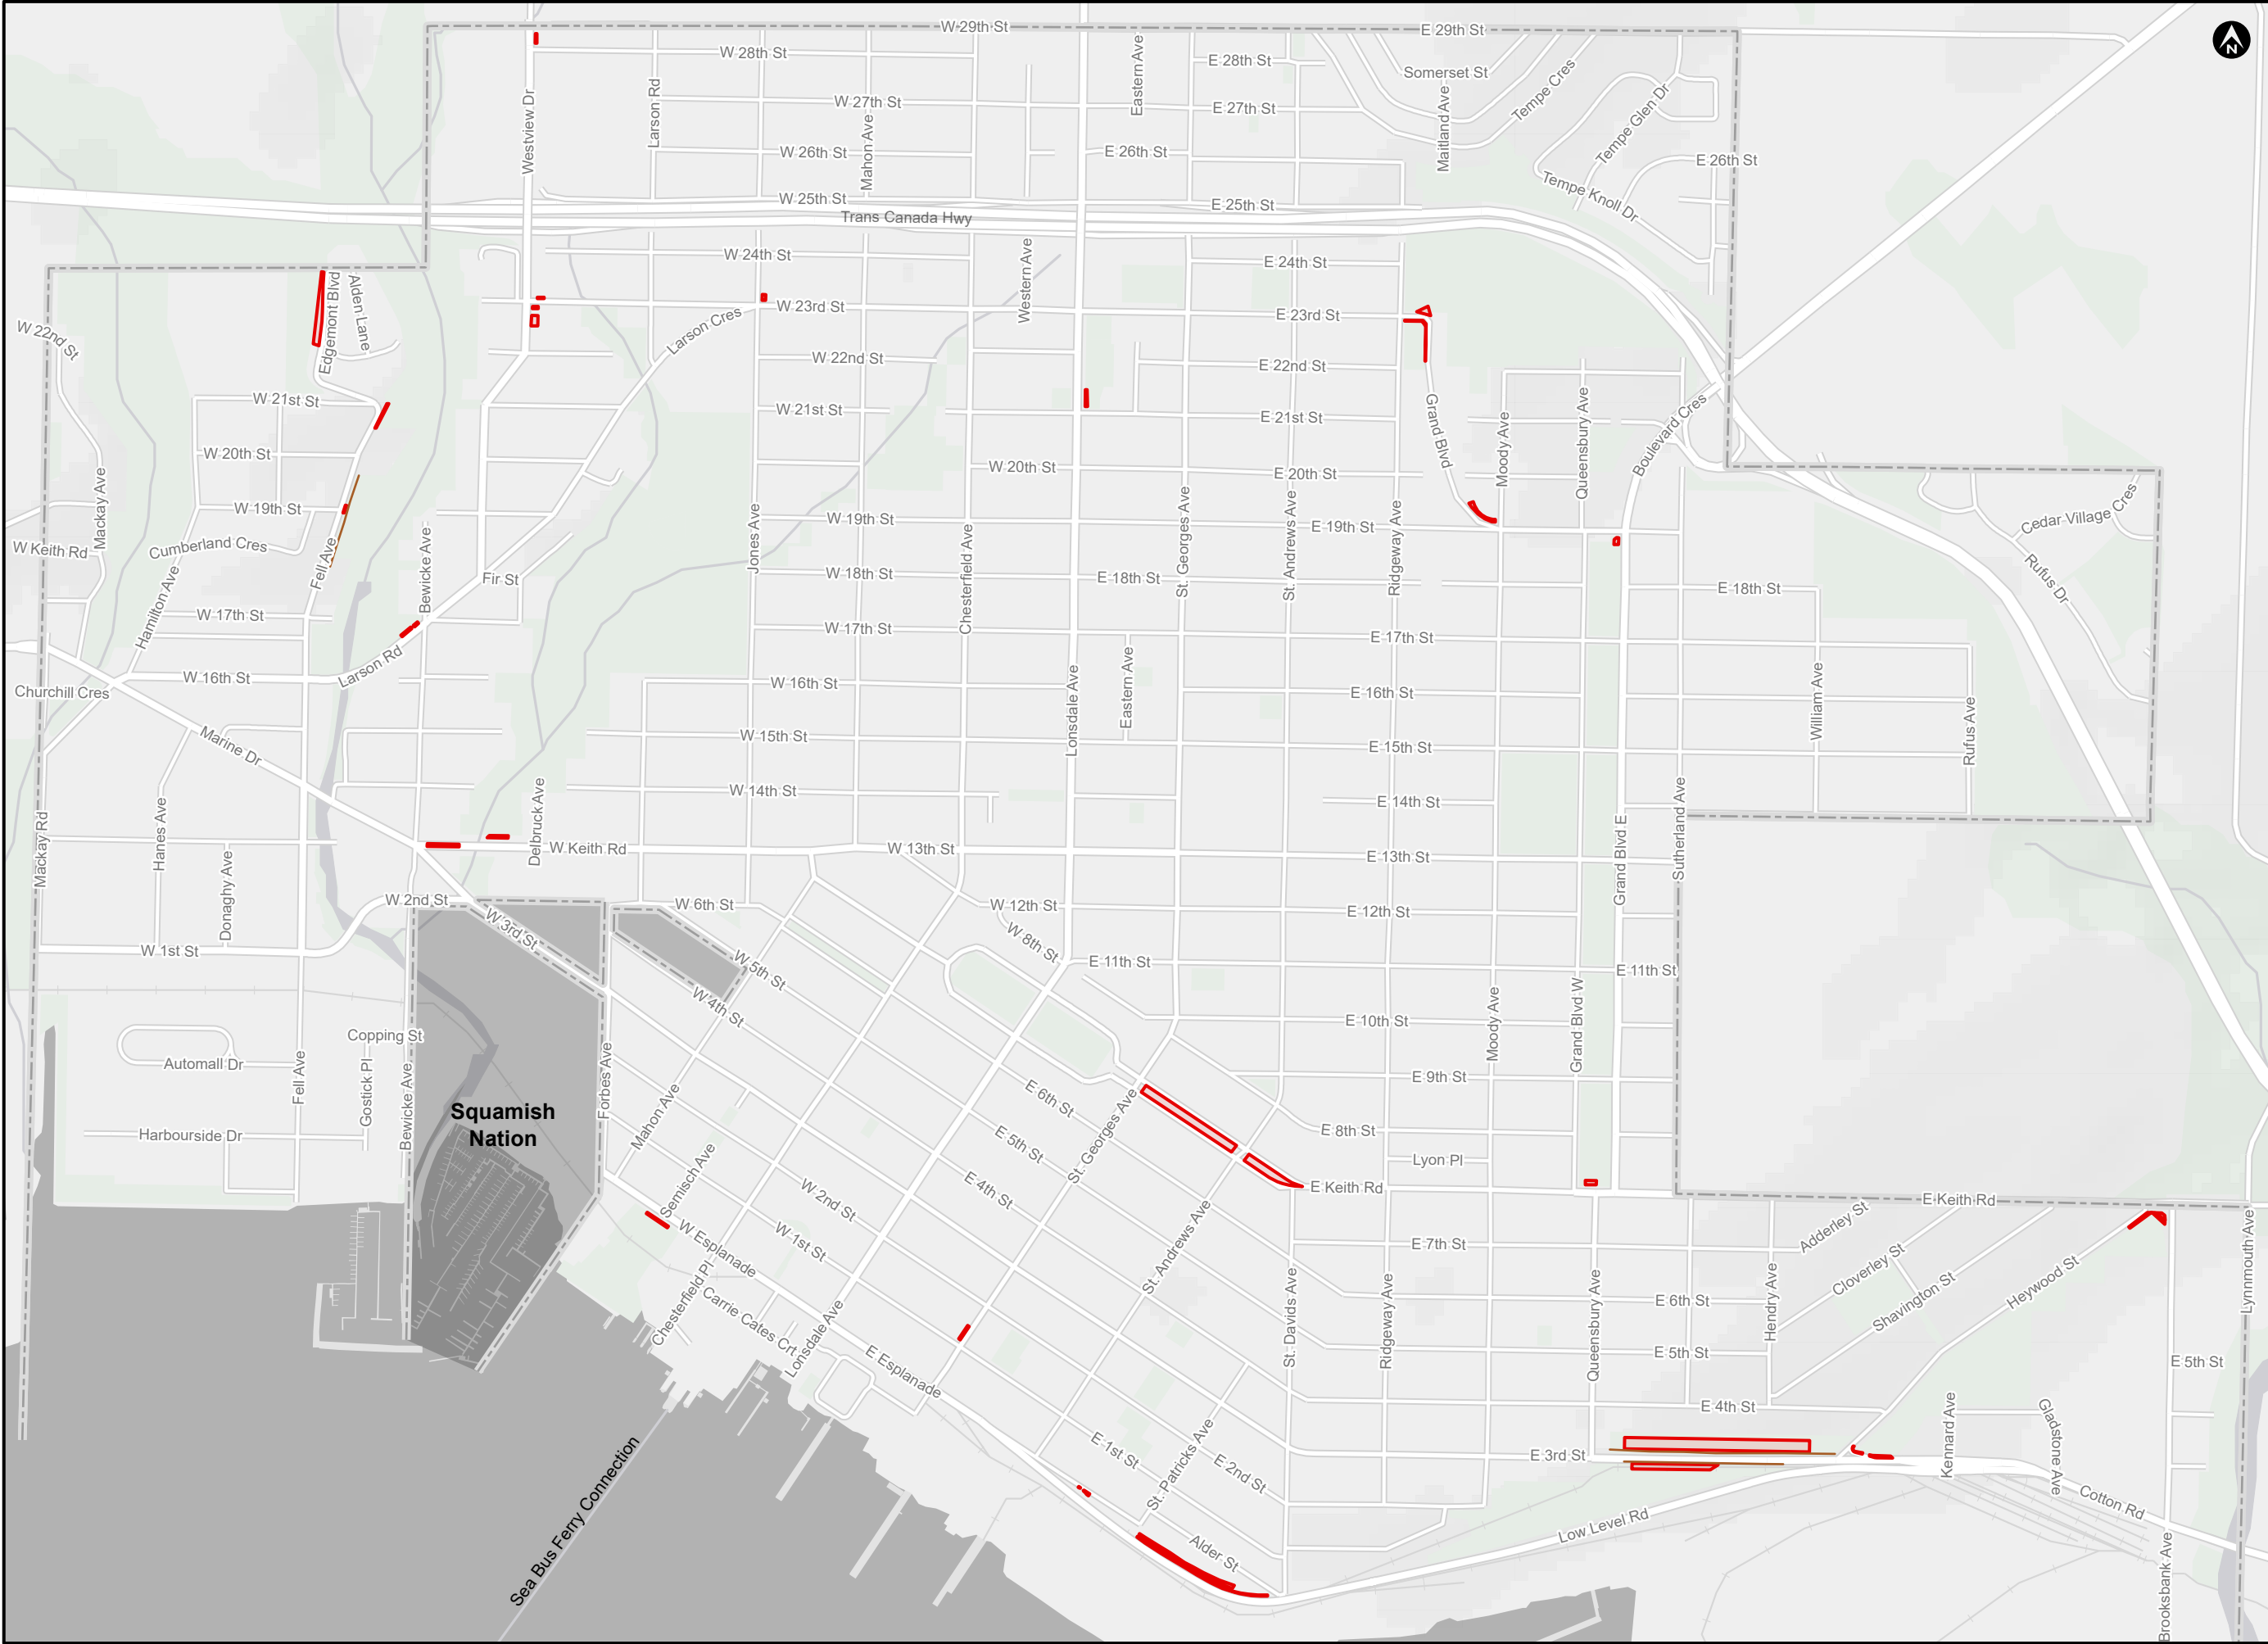 W 29th St
E 29th St
N
W 28th St
E 28th St
Somerset St
Tempe Cres
Tempe Glen Dr
Westview Dr
Larson Rd
Mahon Ave
Eastern Ave
Maitland Ave
W 27th St
E 27th St
W 26th St
E 26th St
E 26th St
Tempe Knoll Dr
W 25th St
E 25th St
Trans Canada Hwy
W 24th St
Western Ave
E 24th St
Edgemont Blvd
Alden Lane
W 22nd St
Larson Cres
W 23rd St
E 23rd St
W 22nd St
E 22nd St
W 21st St
W 21st St
E 21st St
Grand Blvd
Moody Ave
Queensbury Ave
Boulevard Cres
W 20th St
W 20th St
E 20th St
Mackay Ave
W 19th St
W 19th St
E 19th St
Cedar Village Cres
W Keith Rd
Cumberland Cres
Fell Ave
Bewicke Ave
Jones Ave
Chesterfield Ave
St. Georges Ave
St. Andrews Ave
Ridgeway Ave
Rufus Dr
Hamilton Ave
Fir St
W 18th St
E 18th St
E 18th St
W 17th St
W 17th St
E 17th St
Larson Rd
W 16th St
Churchill Cres
W 16th St
E 16th St
Lonsdale Ave
Eastern Ave
William Ave
Rufus Ave
Marine Dr
W 15th St
E 15th St
W 14th St
E 14th St
Mackay Rd
Hanes Ave
Donaghy Ave
Delbruck Ave
W Keith Rd
W 13th St
E 13th St
Grand Blvd E
Sutherland Ave
W 2nd St
W 3rd St
W 6th St
W 12th St
E 12th St
W 1st St
W 8th St
W 5th St
E 11th St
E 11th St
W 4th St
Grand Blvd W
Moody Ave
E 10th St
Copping St
Automall Dr
Fell Ave
Gostick Pl
Bewicke Ave
Forbes Ave
E 9th St
E 6th St
Squamish
Nation
Harbourside Dr
Mahon Ave
Semisch Ave
E 5th St
St. Georges Ave
E 8th St
Lyon Pl
E 4th St
E Keith Rd
E Keith Rd
W 2nd St
W 1st St
W Esplanade
St. Andrews Ave
E 7th St
Adderley St
Cloverley St
Shavington St
Heywood St
Lynnmouth Ave
Chesterfield Pl
Carrie Cates Crt
Lonsdale Ave
E Esplanade
St. Davids Ave
Ridgeway Ave
Queensbury Ave
E 6th St
Hendry Ave
E 5th St
E 5th St
E 4th St
Kennard Ave
Gladstone Ave
E 1st St
St. Patricks Ave
E 2nd St
E 3rd St
Cotton Rd
Low Level Rd
Alder St
Brooksbank Ave
Sea Bus Ferry Connection